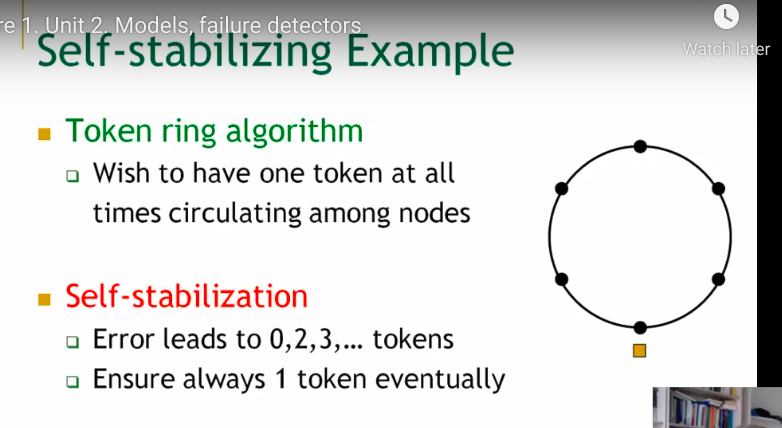 re 1. Unit 2. Models, failure detectors
Watch later
Self-stabilizing Example
Token ring algorithm
Wish to have one token at all
times circulating among nodes
Self-stabilization
Error leads to 0,2,3,... tokens
Ensure always 1 token eventually